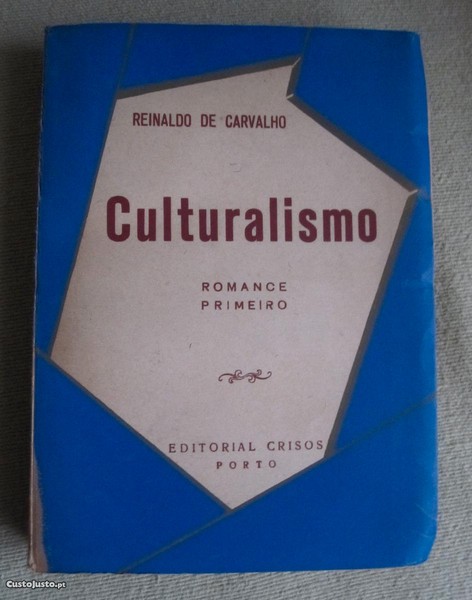 REINALDO DE CARVALHO
Culturalismo
ROMANCE
PRIMEIRO
EDITORIAL CRISOS
PORTO
CustoJusto.pt